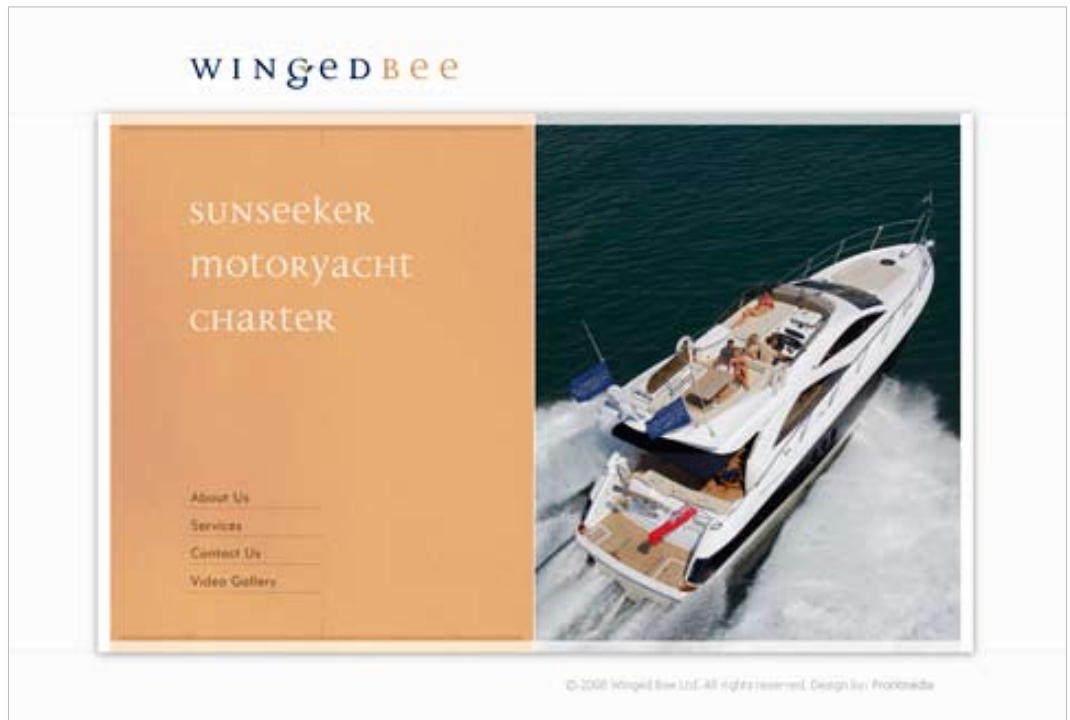 WINGEDBEE
sunseeker
motoryacht
charter
About Us
Services
Contact Us
Video Gallery
© 2008 Winged Bee Ltd. All rights reserved. Design by: